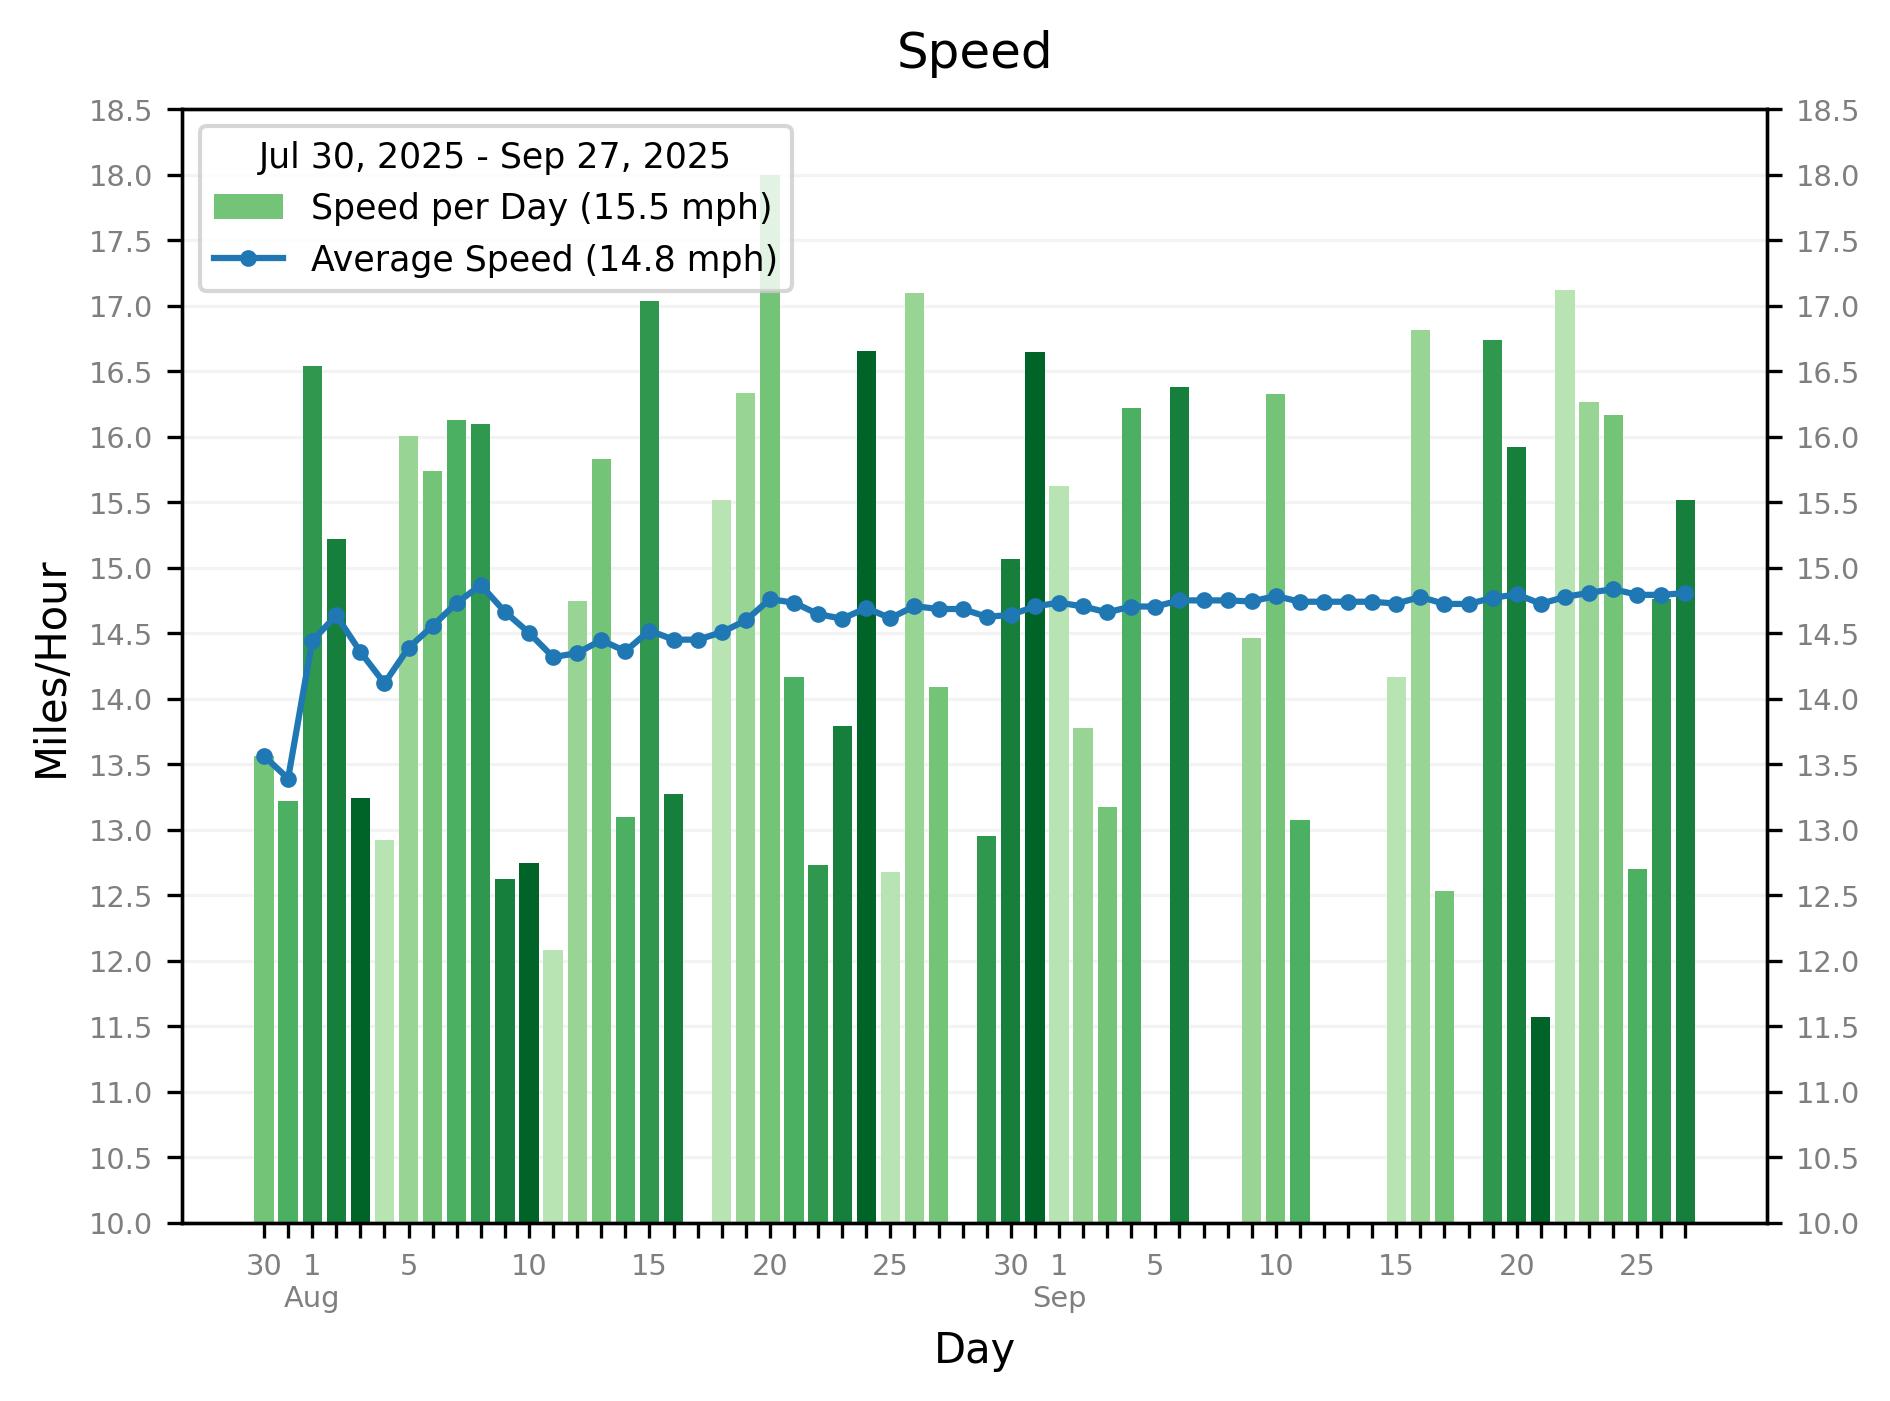 Speed
18.5 18.5
Jul 30, 2025 - Sep 27, 2025
18.0 18.0
Speed per Day (15.5 mph)
17.5 17.5
Average Speed (14.8 mph)
17.0 17.0
16.5 16.5
16.0 16.0
15.5 15.5
15.0 15.0
14.5 14.5
14.0 14.0
13.5 13.5
13.0 13.0
12.5 12.5
12.0 12.0
11.5 11.5
11.0 11.0
10.5 10.5
10.0 10.0
Miles/Hour
30 1 5 10 15 20 25 30 1 5 10 15 20 25
Aug Sep
Day